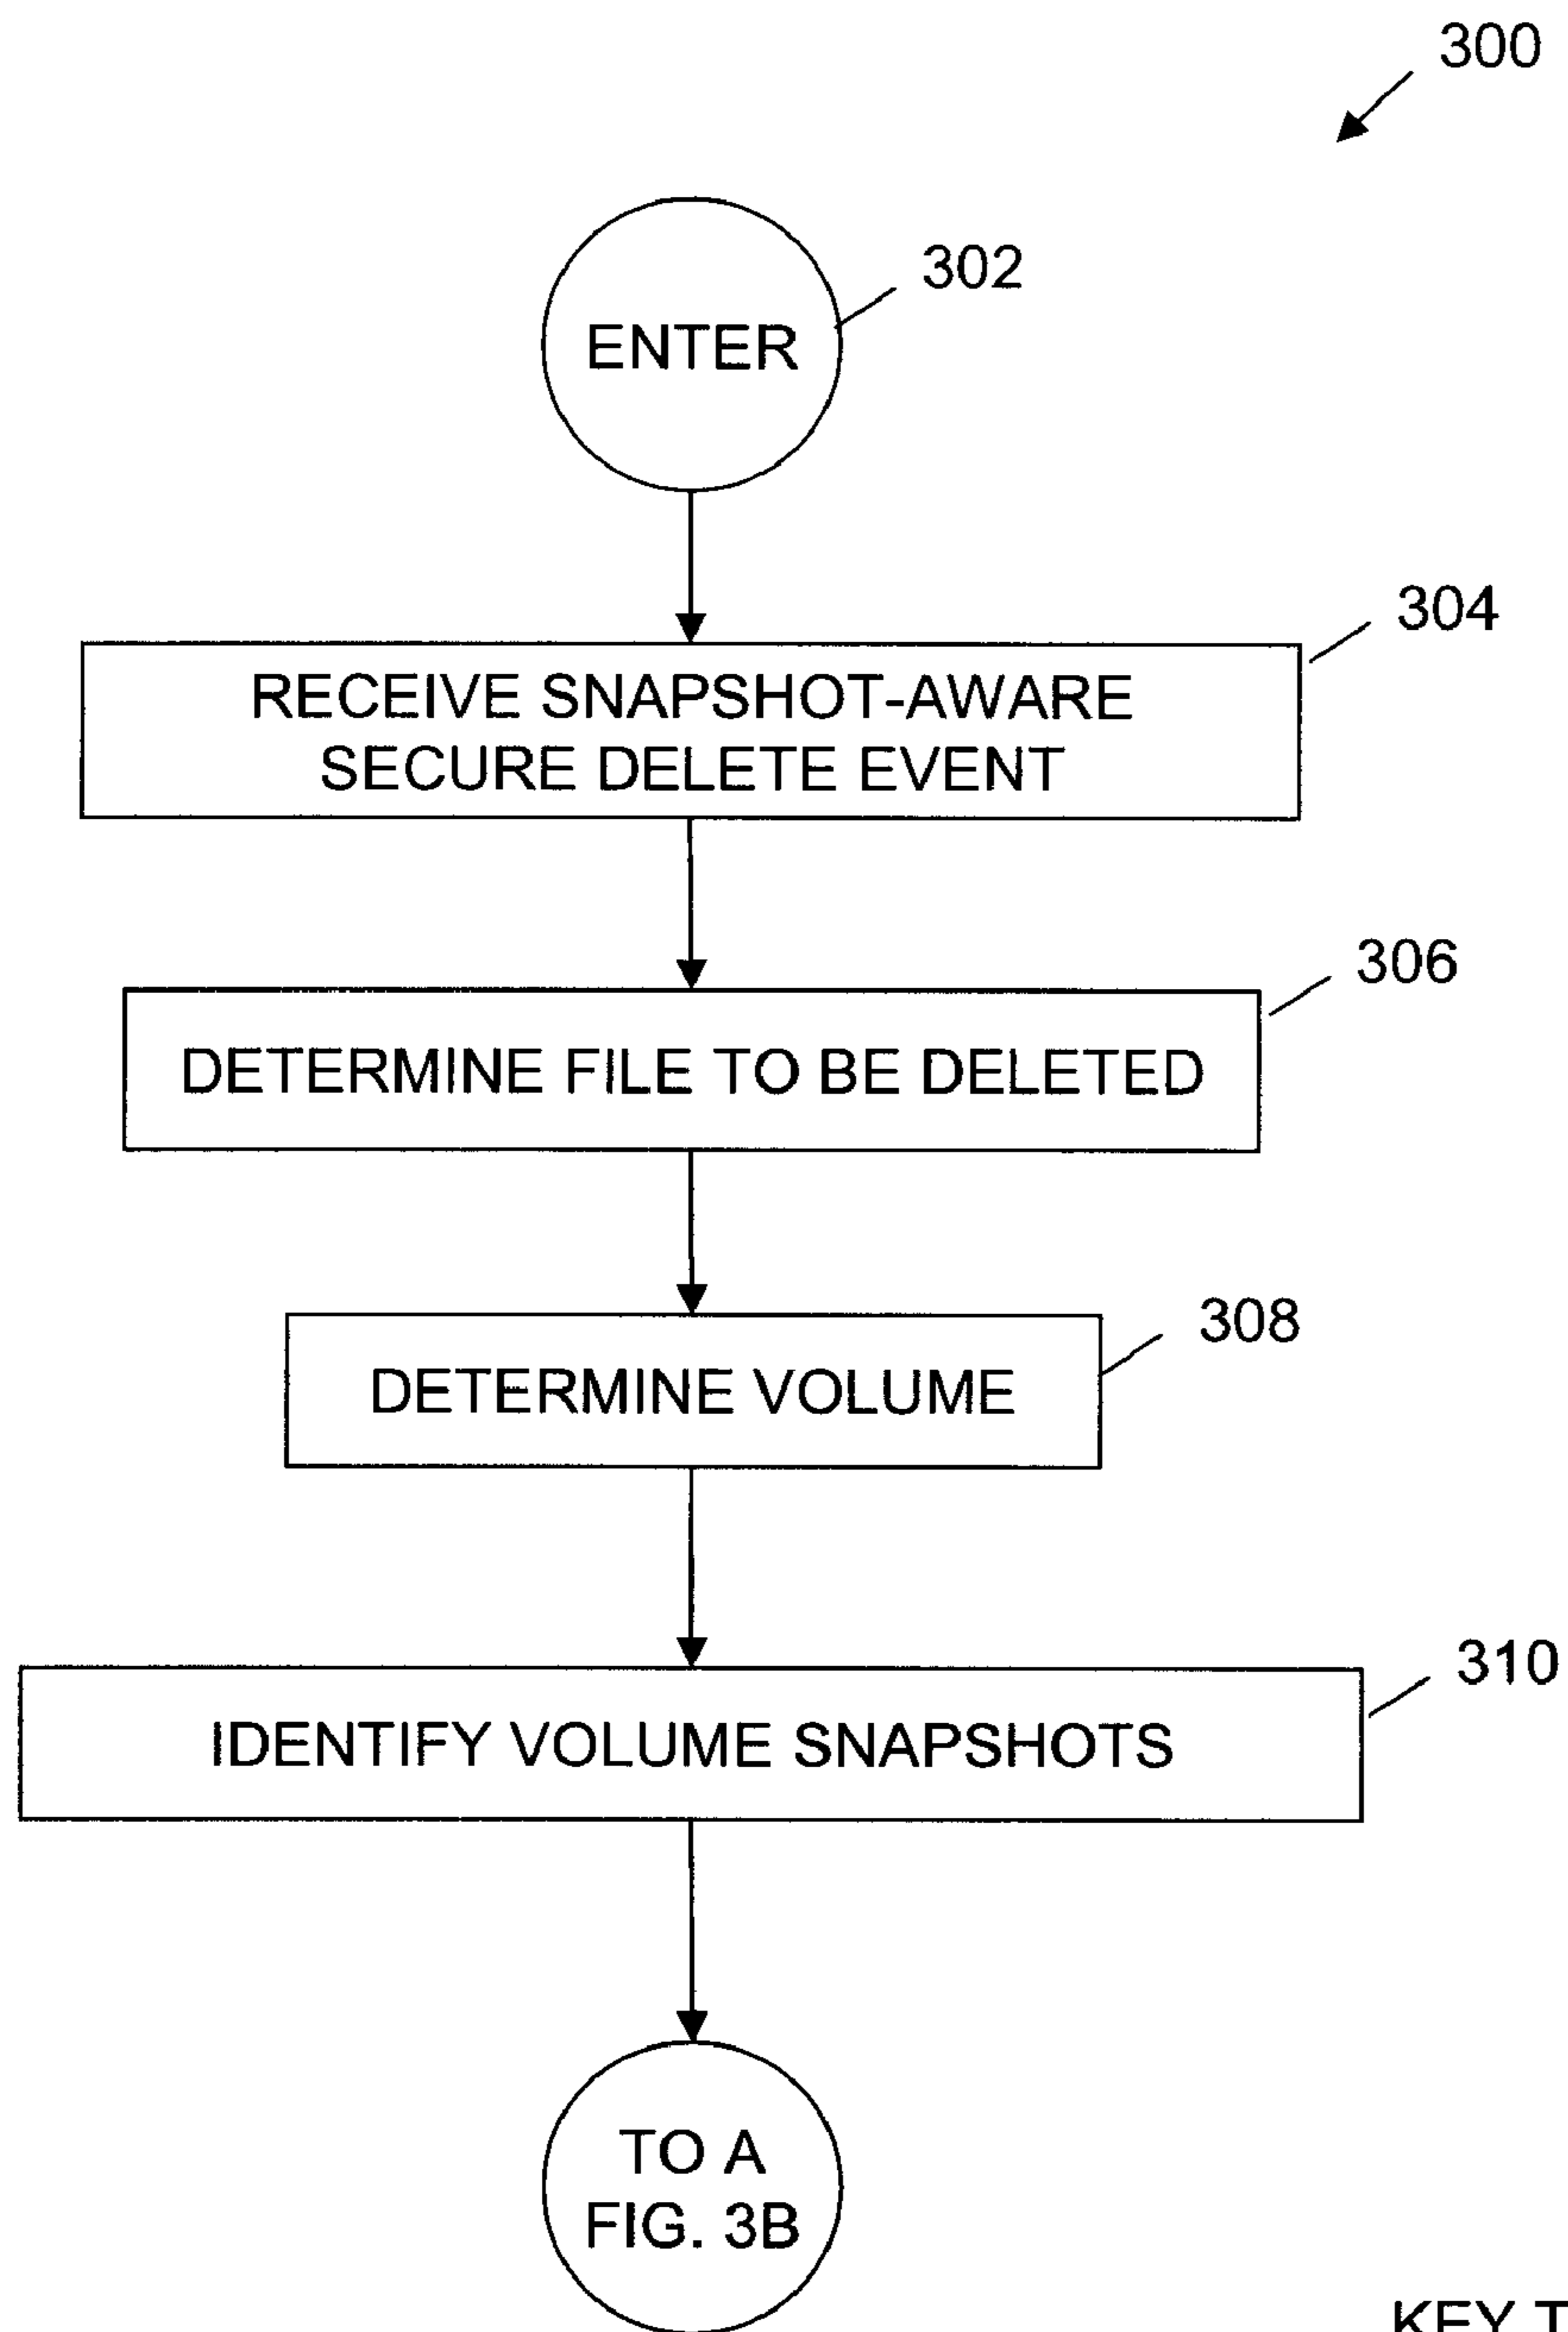 300
302
ENTER
304
RECEIVE SNAPSHOT-AWARE
SECURE DELETE EVENT
306
DETERMINE FILE TO BE DELETED
308
DETERMINE VOLUME
310
IDENTIFY VOLUME SNAPSHOTS
TO A
FIG. 3B
KEY